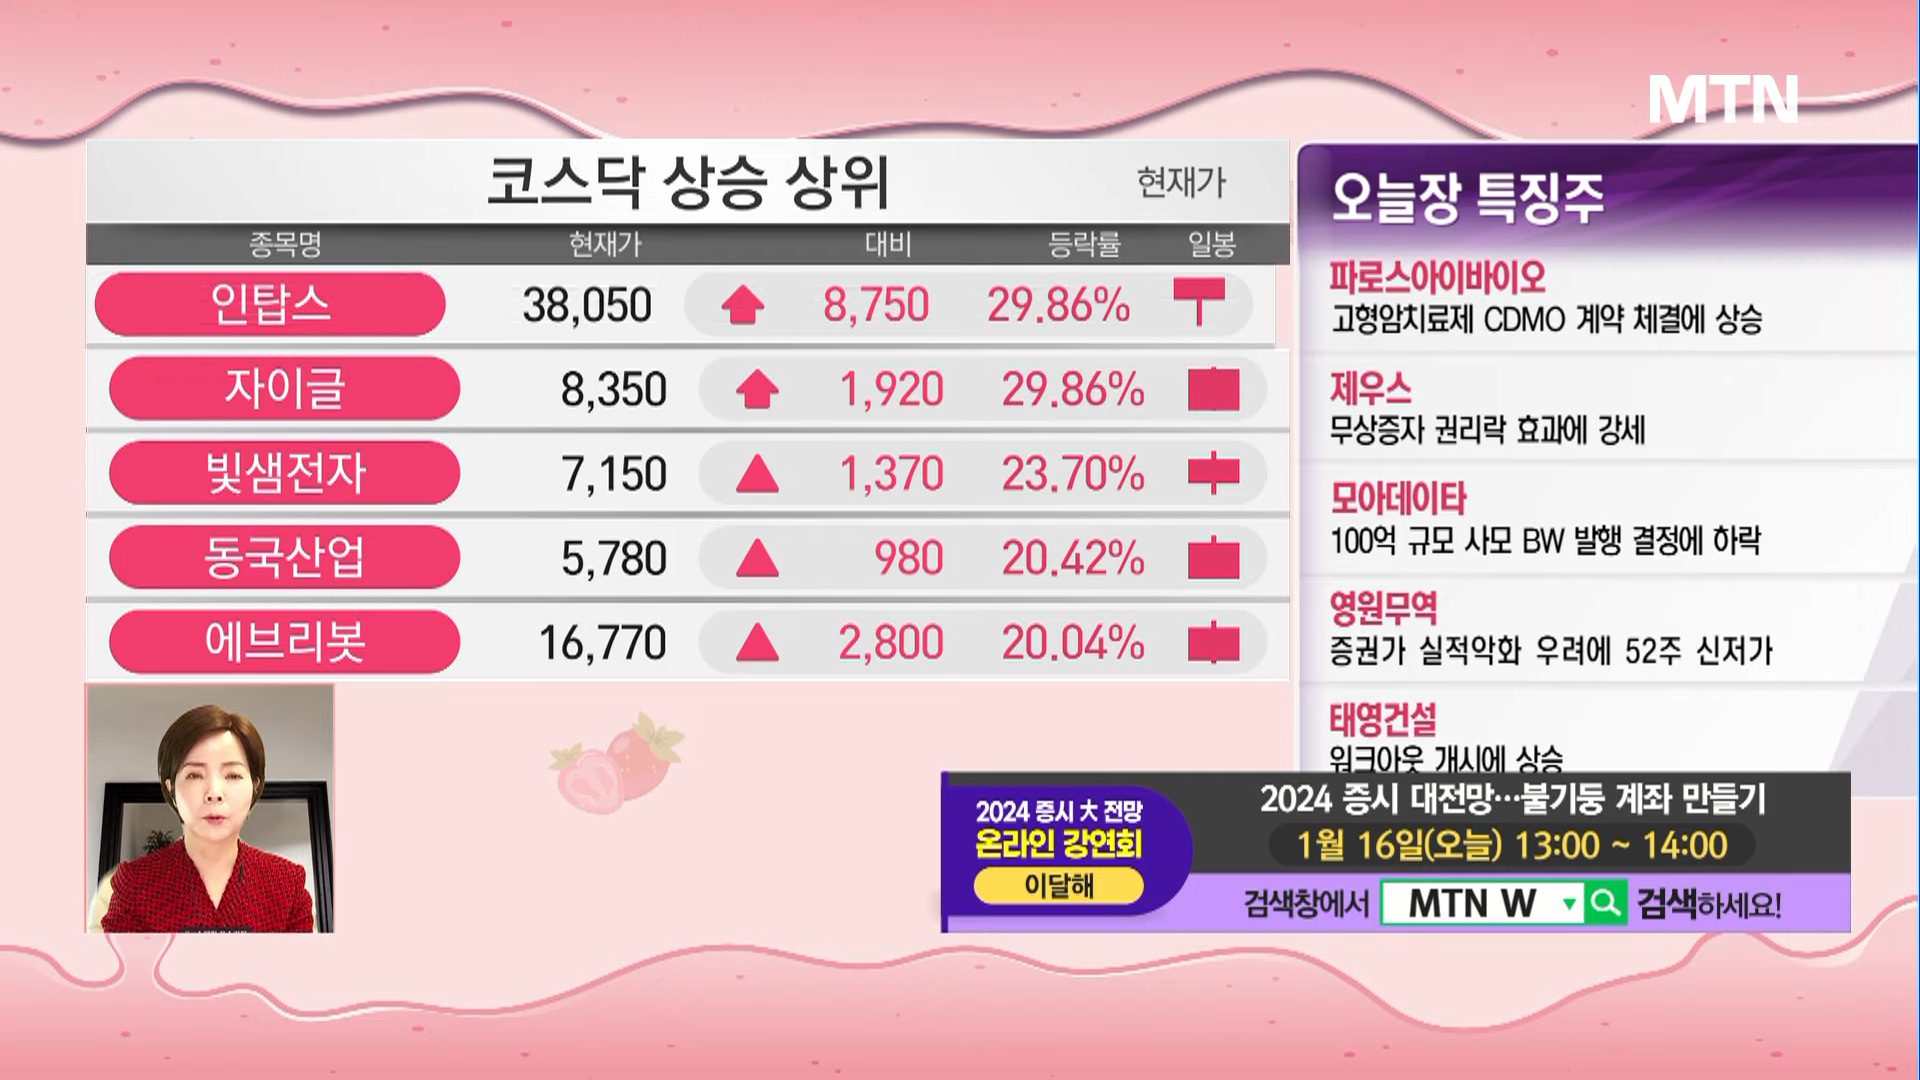 MTN
코스닥 상승 상위 현재가
종목명 현재가 대비 등락률 일봉
인탑스 38,050 8,750 29.86%
자이글 8,350 1,920 29.86%
빛샘전자 7,150 ▲ 1,370 23.70%
동국산업 5,780 ▲ 980 20.42%
에브리봇 16,770 ▲ 2,800 20.04%
오늘장 특징주
파로스아이바이오
고형암치료제 CDMO 계약 체결에 상승
제우스
무상증자 권리락 효과에 강세
모아데이타
100억 규모 사모 BW 발행 결정에 하락
영원무역
증권가 실적악화 우려에 52주 신저가
태영건설
워크아웃 개시에 상승
2024 증시 大 전망
온라인 강연회
이달해
2024 증시 대전망…불기둥 계좌 만들기
1월 16일(오늘) 13:00 ~ 14:00
검색창에서 MTN W 검색하세요!